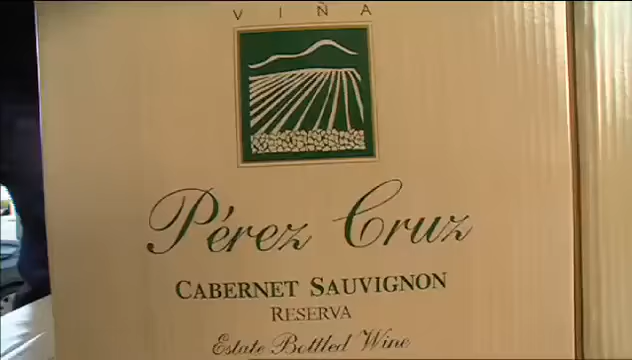 VIÑA
Pérez Cruz
CABERNET SAUVIGNON
RESERVA
Estate Bottled Wine